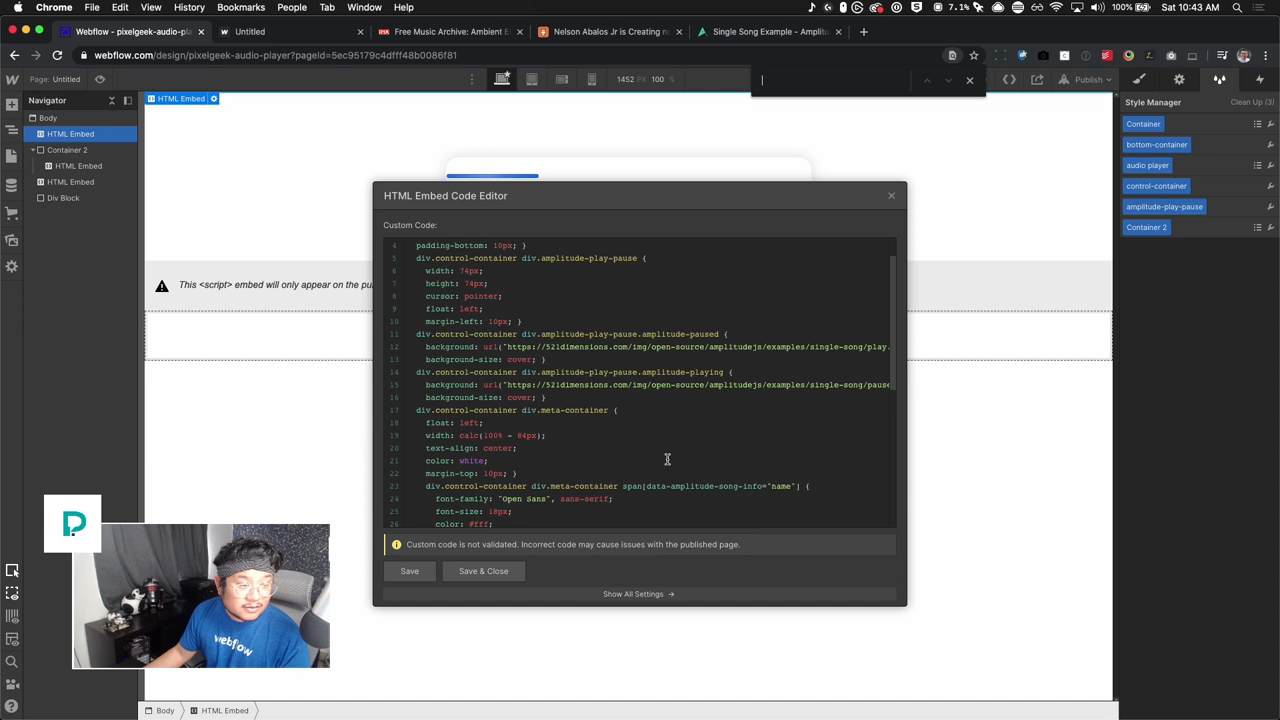 Chrome File Edit View History Bookmarks People Tab Window Help
Sat 10:43 AM
Webflow - pixelgeek-audio-pla
Untitled
Free Music Archive: Ambient E
Nelson Abalos Jr is Creating n
Single Song Example - Amplitu
webflow.com/design/pixelgeek-audio-player?pageId=5ec95179c4dfff48b0086f81
Page: Untitled
1452 PX 100 %
Publish
Navigator
HTML Embed
Style Manager
Clean Up (3)
Body
HTML Embed
Container 2
HTML Embed
HTML Embed
Div Block
Container
bottom-container
audio player
control-container
amplitude-play-pause
Container 2
This <script> embed will only appear on the pu
HTML Embed Code Editor
Custom Code:
4 padding-bottom: 10px; }
5 div.control-container div.amplitude-play-pause {
6 width: 74px;
7 height: 74px;
8 cursor: pointer;
9 float: left;
10 margin-left: 10px; }
11 div.control-container div.amplitude-play-pause.amplitude-paused {
12 background: url("https://521dimensions.com/img/open-source/amplitudejs/examples/single-song/play.
13 background-size: cover; }
14 div.control-container div.amplitude-play-pause.amplitude-playing {
15 background: url("https://521dimensions.com/img/open-source/amplitudejs/examples/single-song/pause
16 background-size: cover; }
17 div.control-container div.meta-container {
18 float: left;
19 width: calc(100% - 84px);
20 text-align: center;
21 color: white;
22 margin-top: 10px; }
23 div.control-container div.meta-container span[data-amplitude-song-info="name"] {
24 font-family: "Open Sans", sans-serif;
25 font-size: 18px;
26 color: #fff;
Custom code is not validated. Incorrect code may cause issues with the published page.
Save
Save & Close
Show All Settings →
webflow
Body
HTML Embed